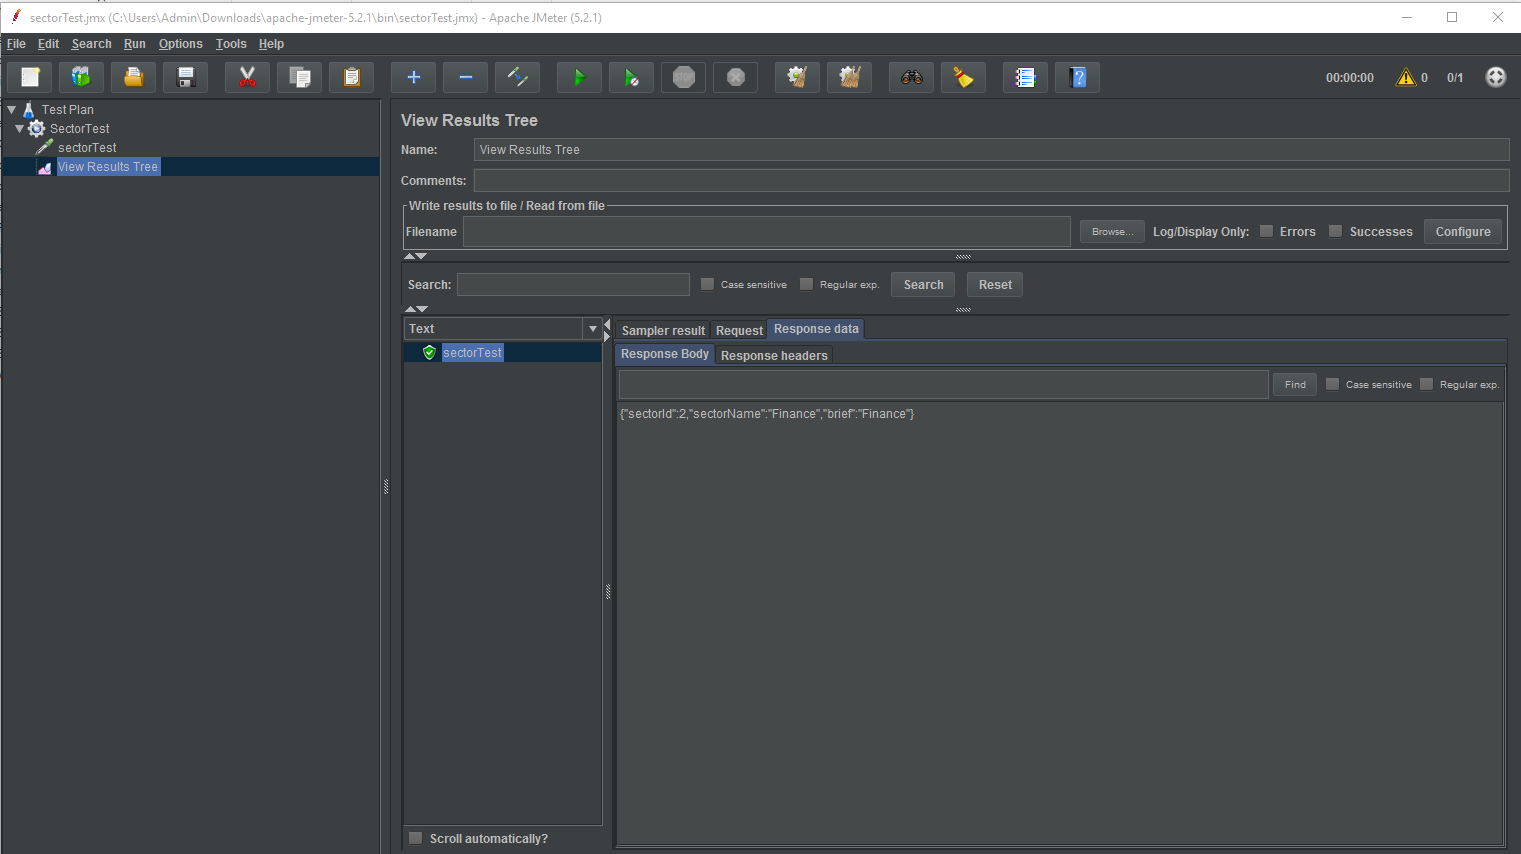 sectorTest.jmx (C:\Users\Admin\Downloads\apache-jmeter-5.2.1\bin\sectorTest.jmx) - Apache JMeter (5.2.1)
File Edit Search Run Options Tools Help
STOP 00:00:00 0 0/1
Test Plan
SectorTest
sectorTest
View Results Tree
View Results Tree
Name: View Results Tree
Comments:
Write results to file / Read from file
Filename Browse... Log/Display Only: Errors Successes Configure
Search: Case sensitive Regular exp. Search Reset
Text
sectorTest
Scroll automatically?
Sampler result Request Response data
Response Body Response headers
Find Case sensitive Regular exp.
{"sectorId":2,"sectorName":"Finance","brief":"Finance"}